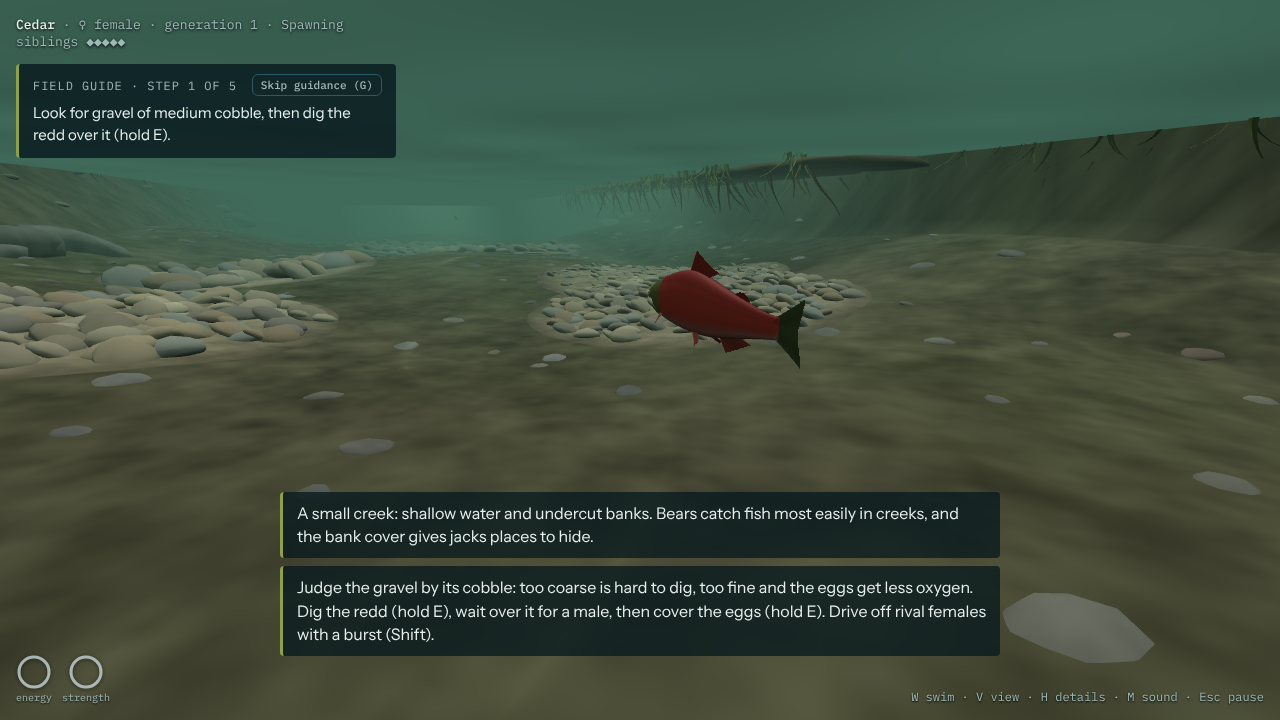 Cedar · ♀ female · generation 1 · Spawning
siblings ◆◆◆◆◆
FIELD GUIDE · STEP 1 OF 5
Skip guidance (G)
Look for gravel of medium cobble, then dig the
redd over it (hold E).
A small creek: shallow water and undercut banks. Bears catch fish most easily in creeks, and
the bank cover gives jacks places to hide.
Judge the gravel by its cobble: too coarse is hard to dig, too fine and the eggs get less oxygen.
Dig the redd (hold E), wait over it for a male, then cover the eggs (hold E). Drive off rival females
with a burst (Shift).
energy strength
W swim · V view · H details · M sound · Esc pause